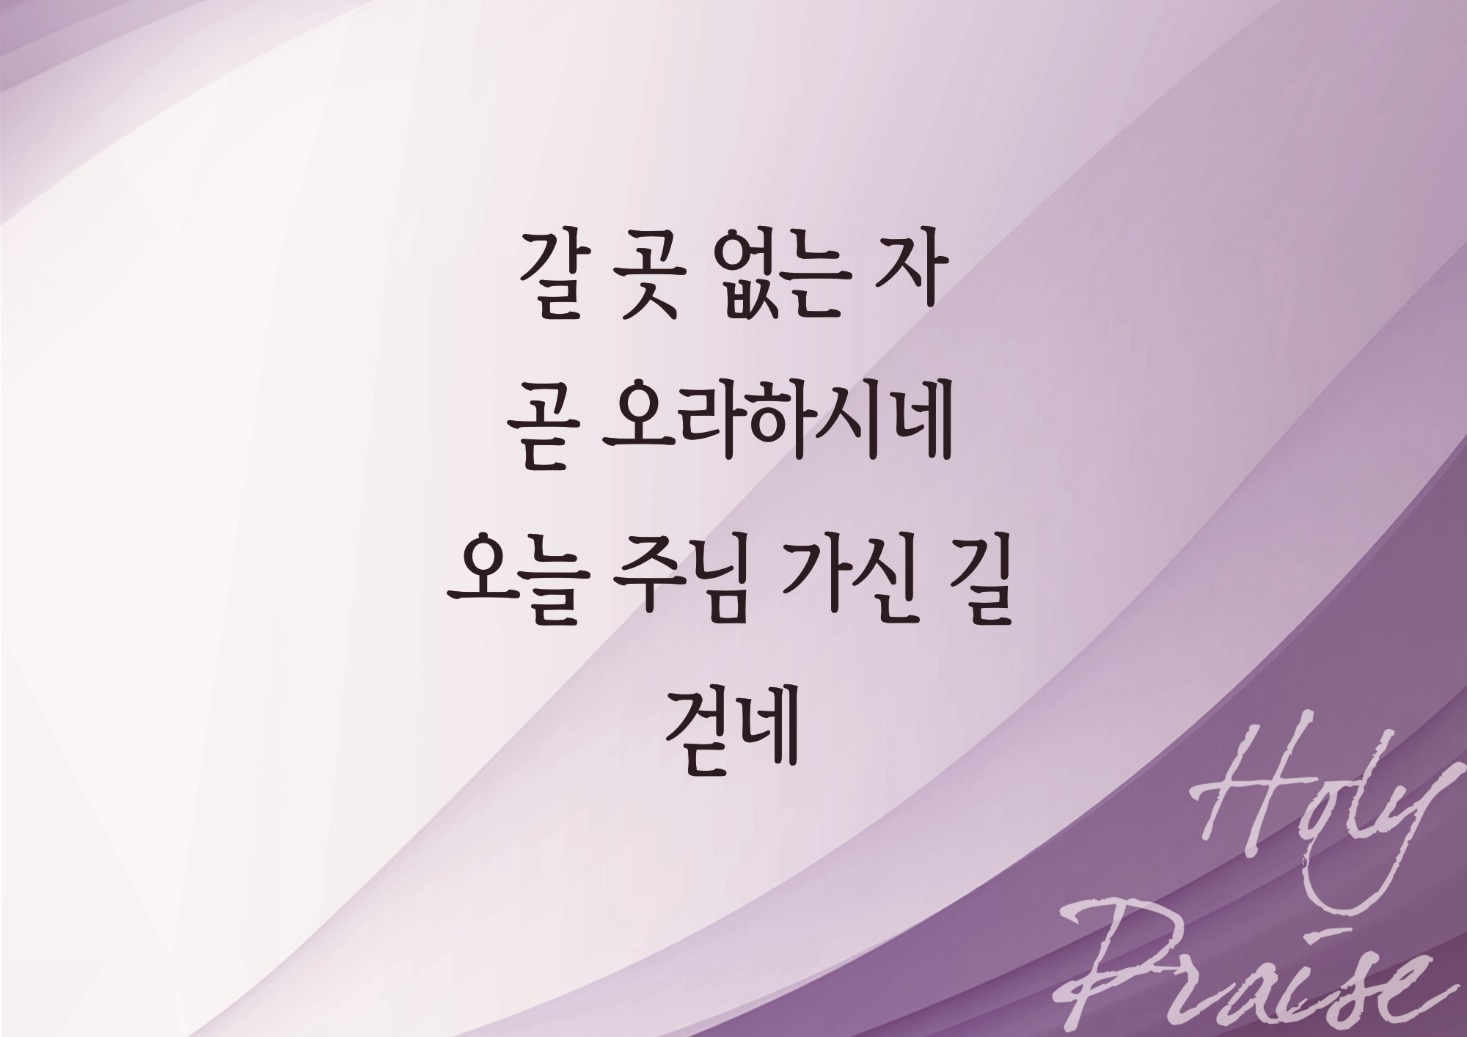 갈 곳 없는 자
곧 오라하시네
오늘 주님 가신 길
걷네
Holy
Praise